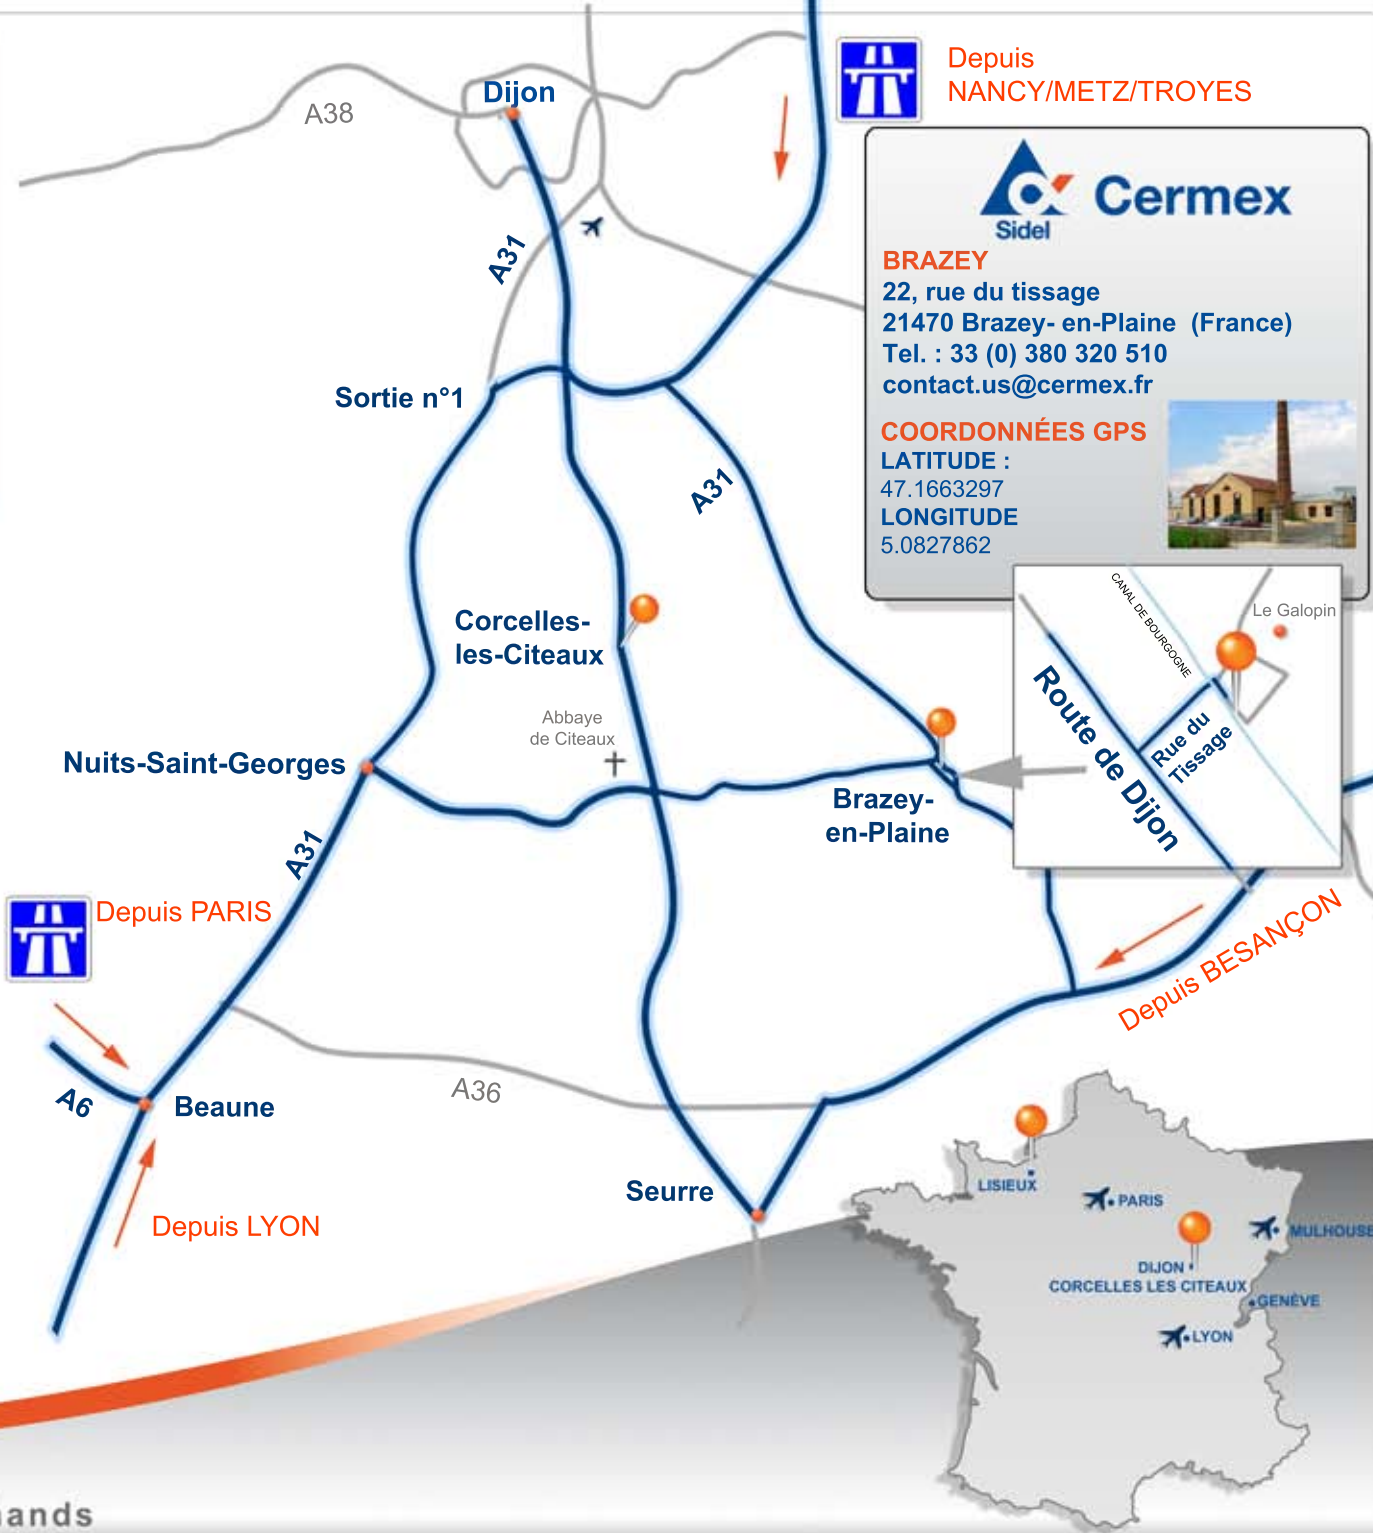 Depuis
NANCY/METZ/TROYES
Dijon
A38
Cermex
Sidel
BRAZEY
22, rue du tissage
21470 Brazey- en-Plaine (France)
Tel. : 33 (0) 380 320 510
contact.us@cermex.fr
COORDONNÉES GPS
LATITUDE :
47.1663297
LONGITUDE
5.0827862
A31
Sortie n°1
A31
CANAL DE BOURGOGNE
Le Galopin
Route de Dijon
Rue du
Tissage
Corcelles-
les-Citeaux
Abbaye
de Citeaux
Nuits-Saint-Georges
Brazey-
en-Plaine
A31
Depuis PARIS
Depuis BESANÇON
A6
Beaune
A36
Seurre
Depuis LYON
LISIEUX
PARIS
MULHOUSE
DIJON
CORCELLES LES CITEAUX
GENÈVE
LYON
ands